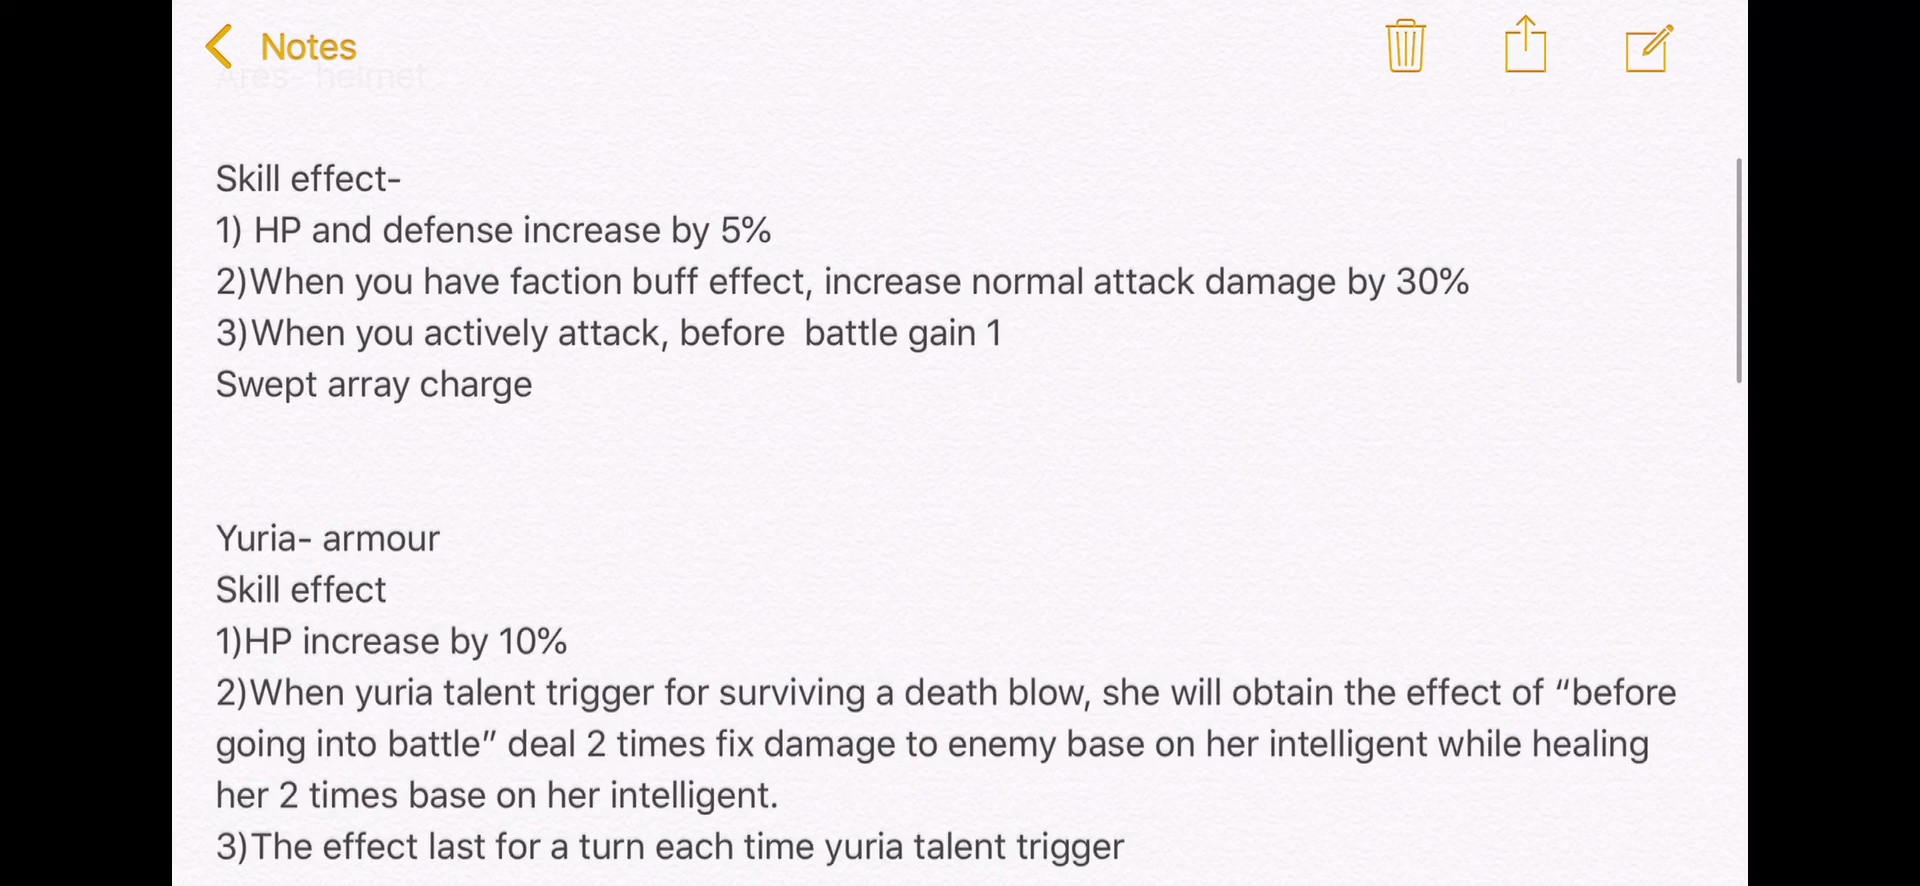 Notes
Ares- helmet
Skill effect-
1) HP and defense increase by 5%
2)When you have faction buff effect, increase normal attack damage by 30%
3)When you actively attack, before  battle gain 1
Swept array charge
Yuria- armour
Skill effect
1)HP increase by 10%
2)When yuria talent trigger for surviving a death blow, she will obtain the effect of “before
going into battle” deal 2 times fix damage to enemy base on her intelligent while healing
her 2 times base on her intelligent.
3)The effect last for a turn each time yuria talent trigger